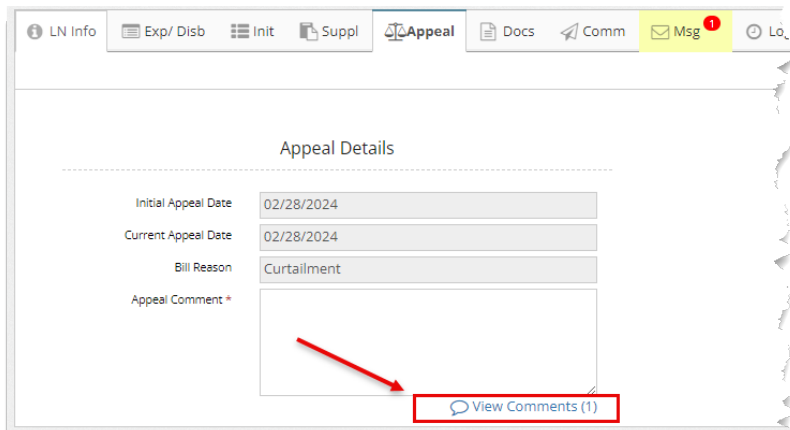 LN Info Exp/ Disb Init Suppl Appeal Docs Comm Msg 1
Appeal Details
Initial Appeal Date 02/28/2024
Current Appeal Date 02/28/2024
Bill Reason Curtailment
Appeal Comment *
View Comments (1)